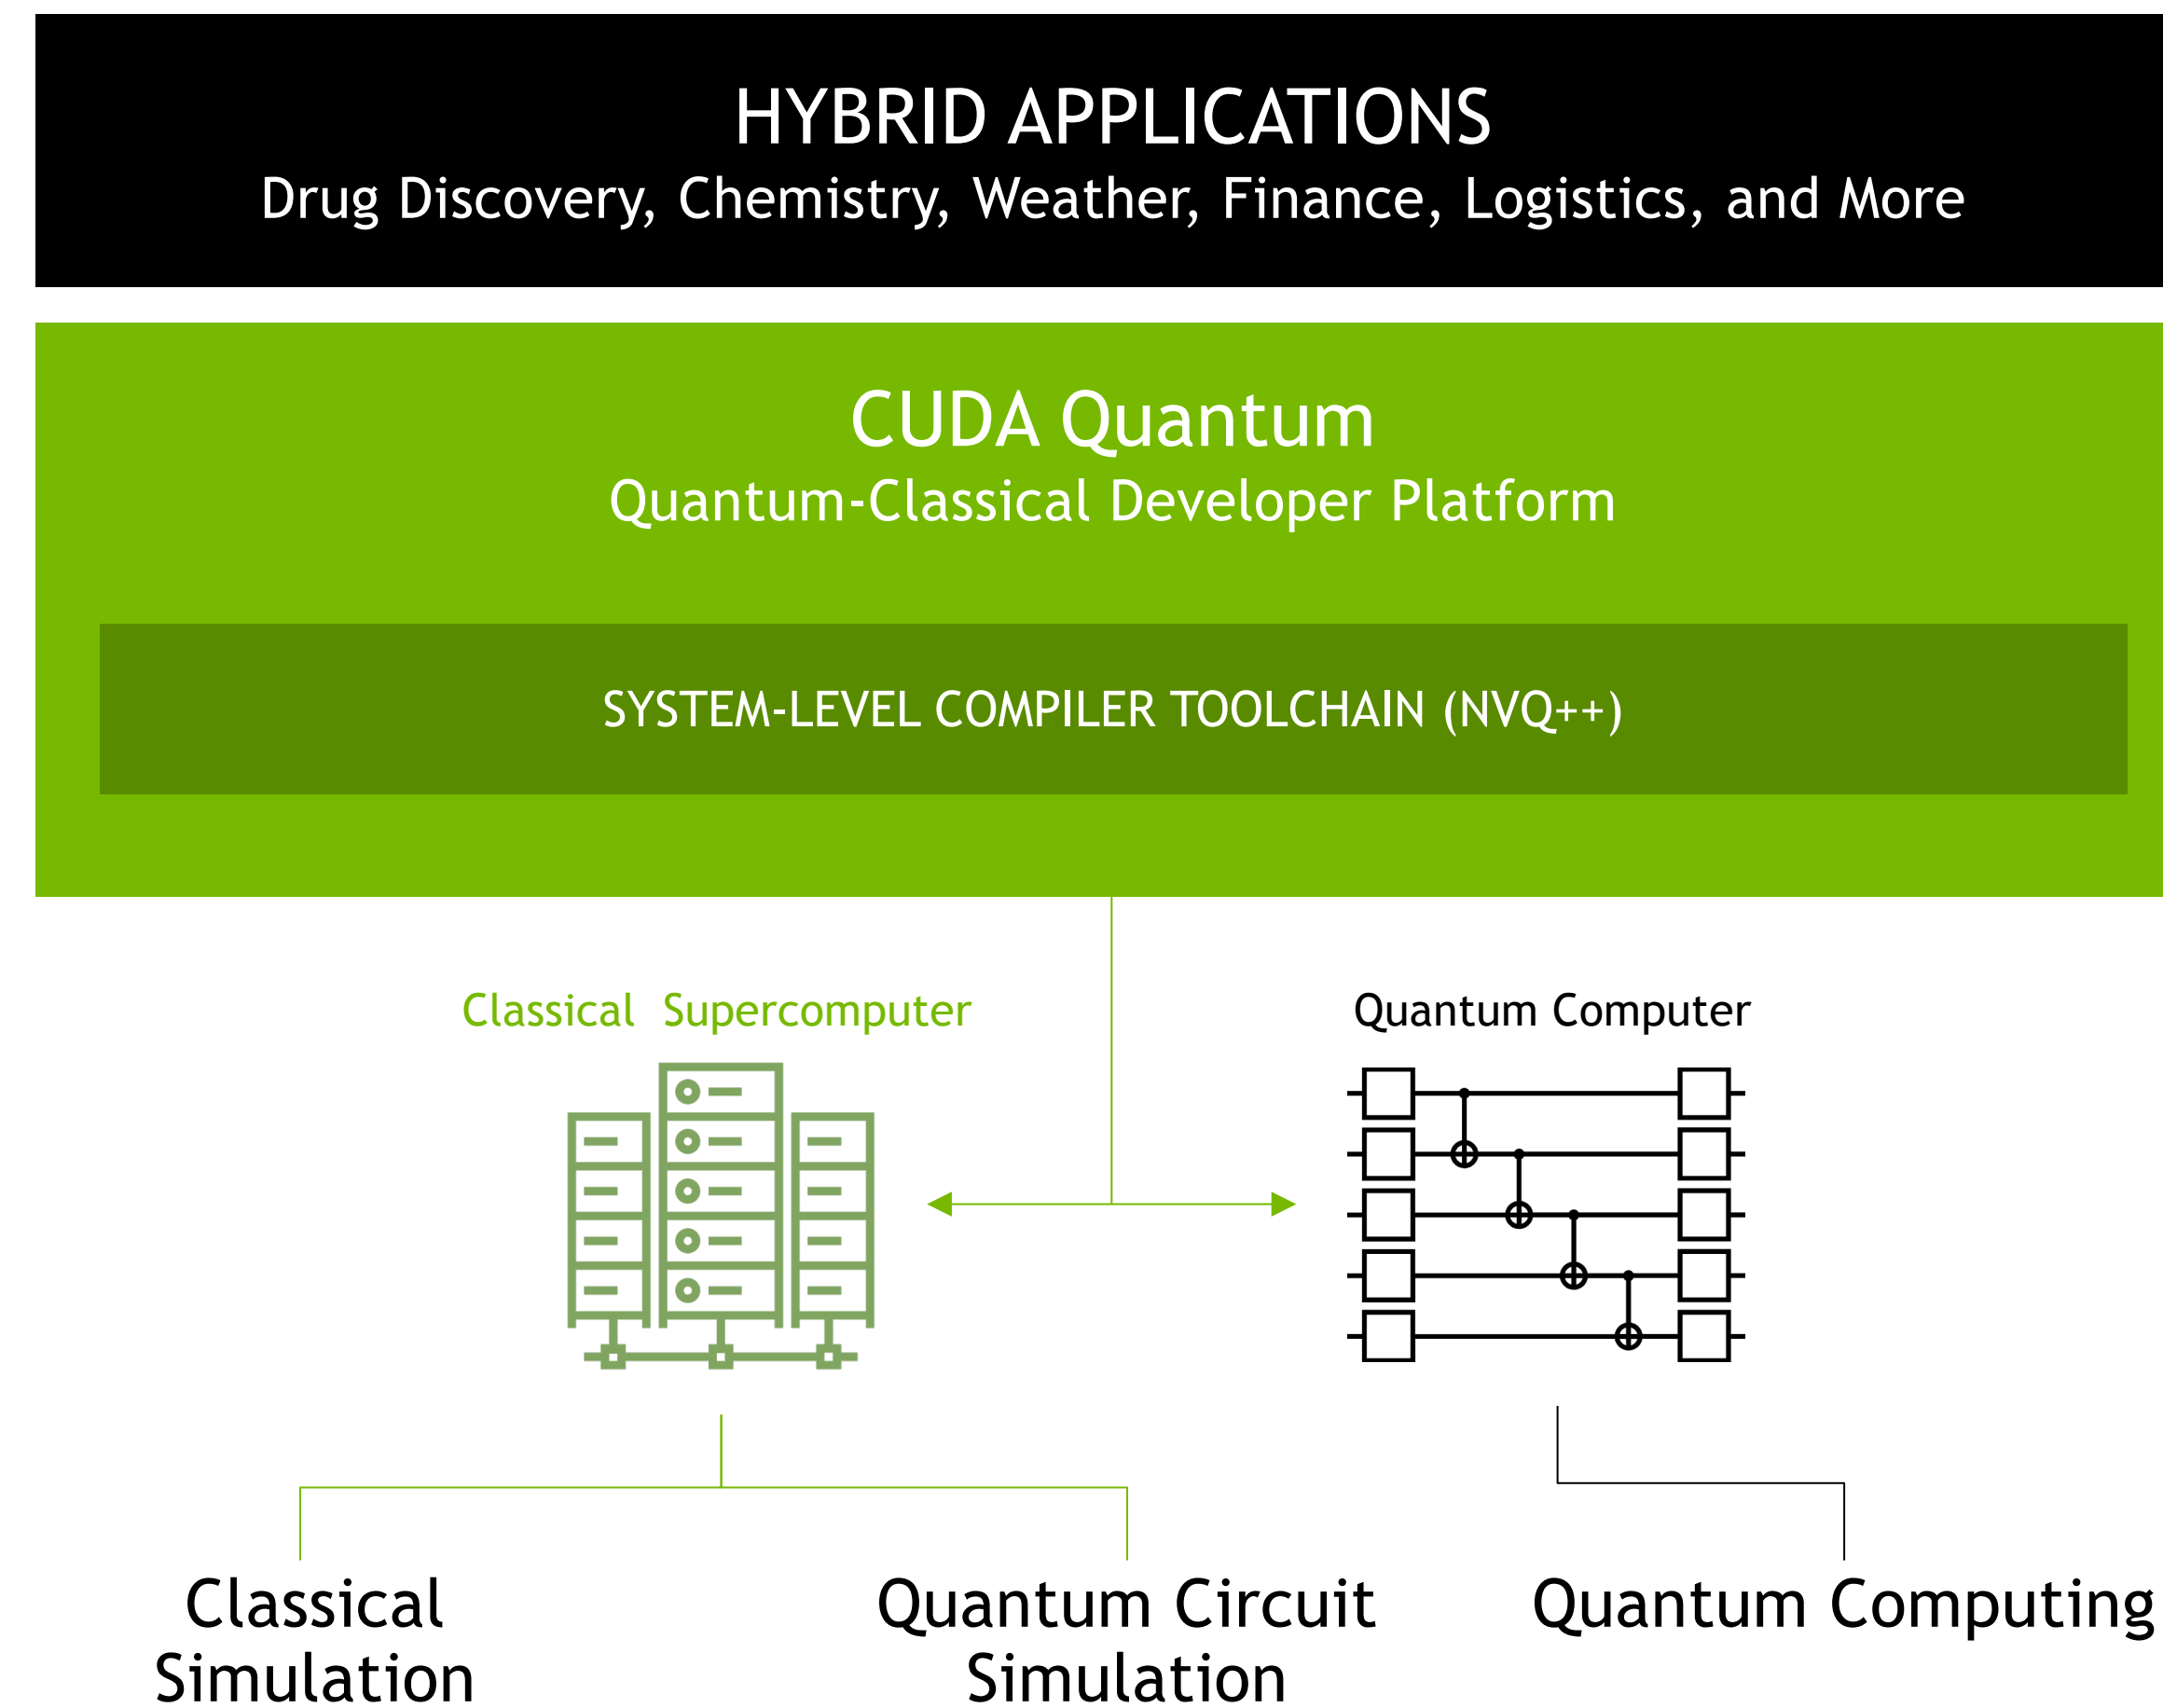 HYBRID APPLICATIONS
Drug Discovery, Chemistry, Weather, Finance, Logistics, and More
CUDA Quantum
Quantum-Classical Developer Platform
SYSTEM-LEVEL COMPILER TOOLCHAIN (NVQ++)
Classical Supercomputer
Quantum Computer
Classical
Simulation
Quantum Circuit
Simulation
Quantum Computing